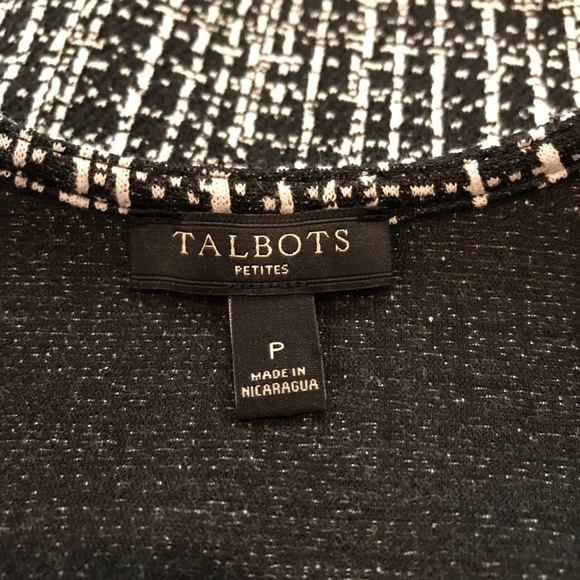 TALBOTS
PETITES
P
MADE IN
NICARAGUA